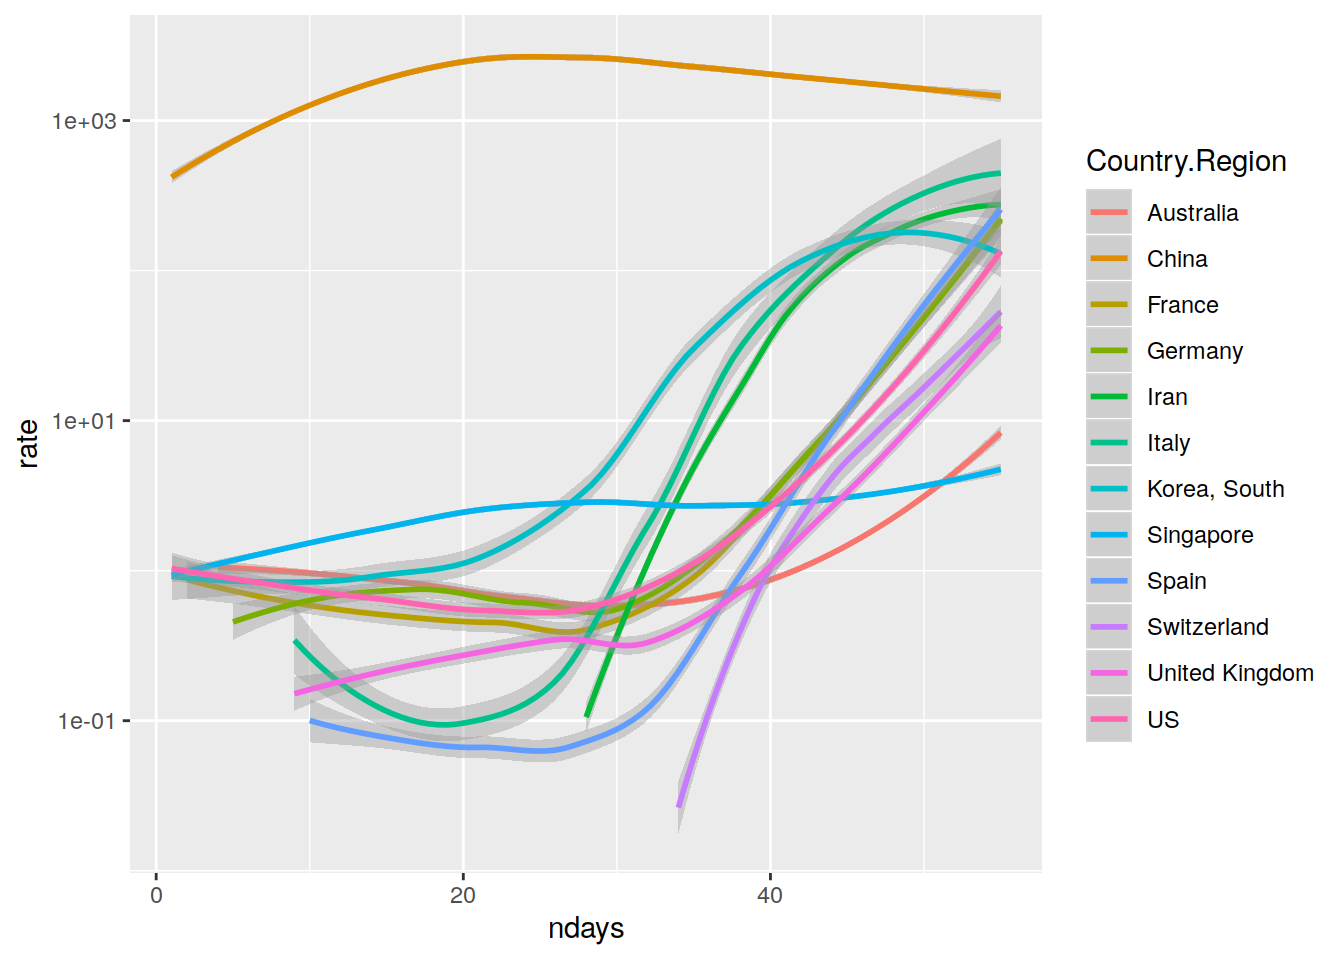 1e+03
1e+01
1e-01
rate
0
20
40
ndays
Country.Region
Australia
China
France
Germany
Iran
Italy
Korea, South
Singapore
Spain
Switzerland
United Kingdom
US